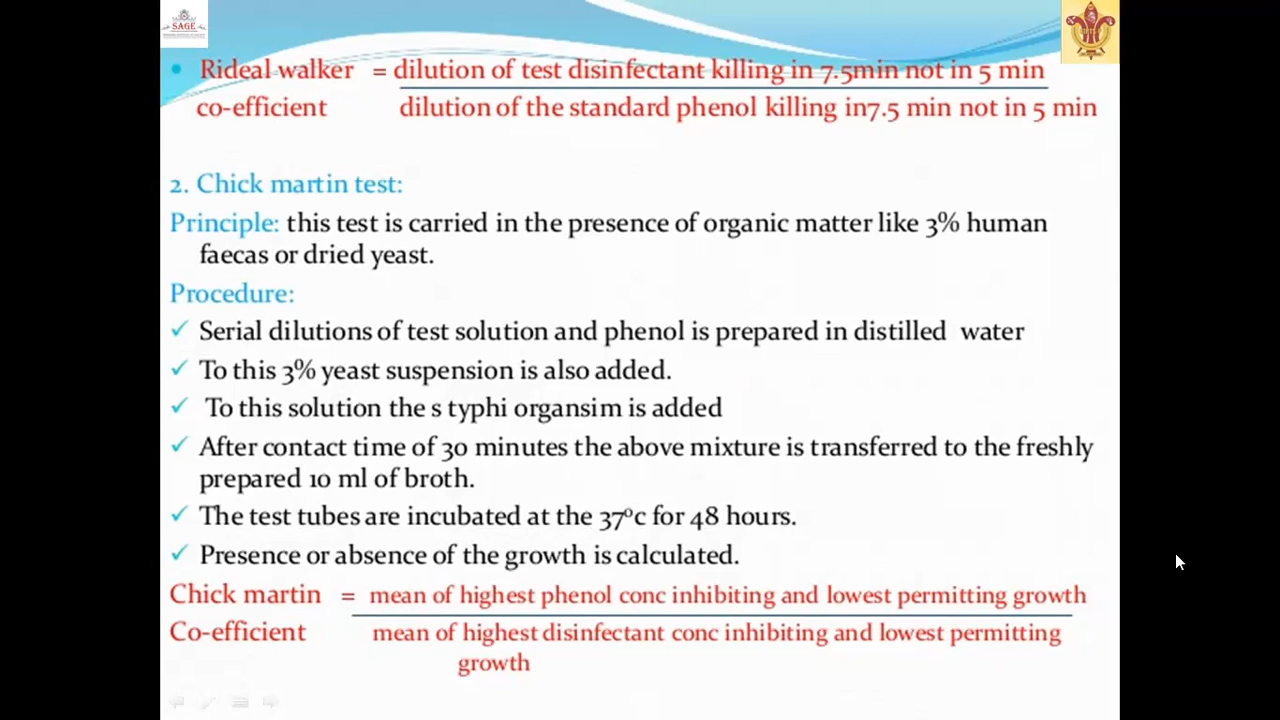 SAGE
• Rideal walker = dilution of test disinfectant killing in 7.5min not in 5 min
co-efficient dilution of the standard phenol killing in7.5 min not in 5 min
2. Chick martin test:
Principle: this test is carried in the presence of organic matter like 3% human
faecas or dried yeast.
Procedure:
✓ Serial dilutions of test solution and phenol is prepared in distilled water
✓ To this 3% yeast suspension is also added.
✓ To this solution the s typhi organsim is added
✓ After contact time of 30 minutes the above mixture is transferred to the freshly
prepared 10 ml of broth.
✓ The test tubes are incubated at the 37ºc for 48 hours.
✓ Presence or absence of the growth is calculated.
Chick martin = mean of highest phenol conc inhibiting and lowest permitting growth
Co-efficient mean of highest disinfectant conc inhibiting and lowest permitting
growth